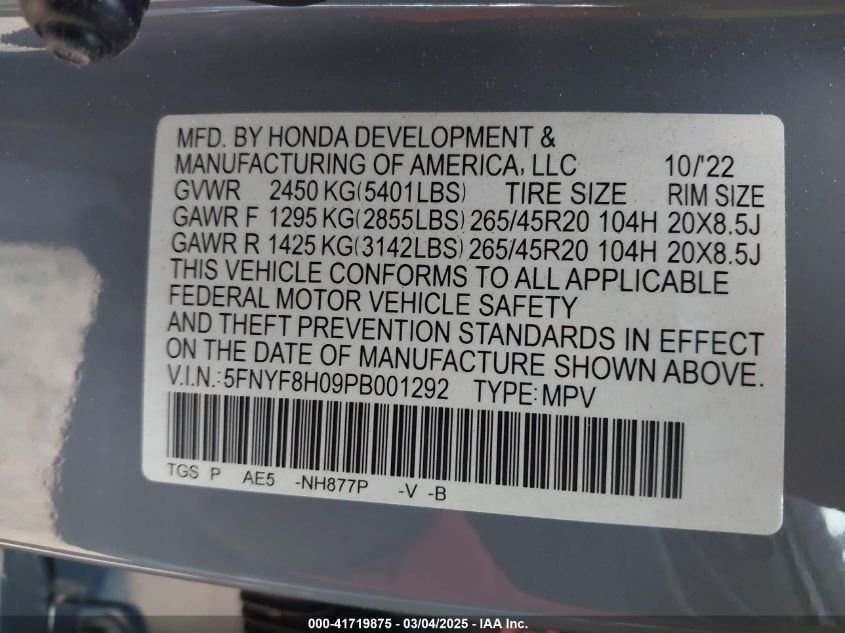 MFD. BY HONDA DEVELOPMENT &
MANUFACTURING OF AMERICA, LLC 10/'22
GVWR 2450 KG(5401LBS) TIRE SIZE RIM SIZE
GAWR F 1295 KG(2855LBS) 265/45R20 104H 20X8.5J
GAWR R 1425 KG(3142LBS) 265/45R20 104H 20X8.5J
THIS VEHICLE CONFORMS TO ALL APPLICABLE
FEDERAL MOTOR VEHICLE SAFETY
AND THEFT PREVENTION STANDARDS IN EFFECT
ON THE DATE OF MANUFACTURE SHOWN ABOVE.
V.I.N.: 5FNYF8H09PB001292 TYPE: MPV
TGS P AE5 -NH877P -V -B
000-41719875 - 03/04/2025 - IAA Inc.